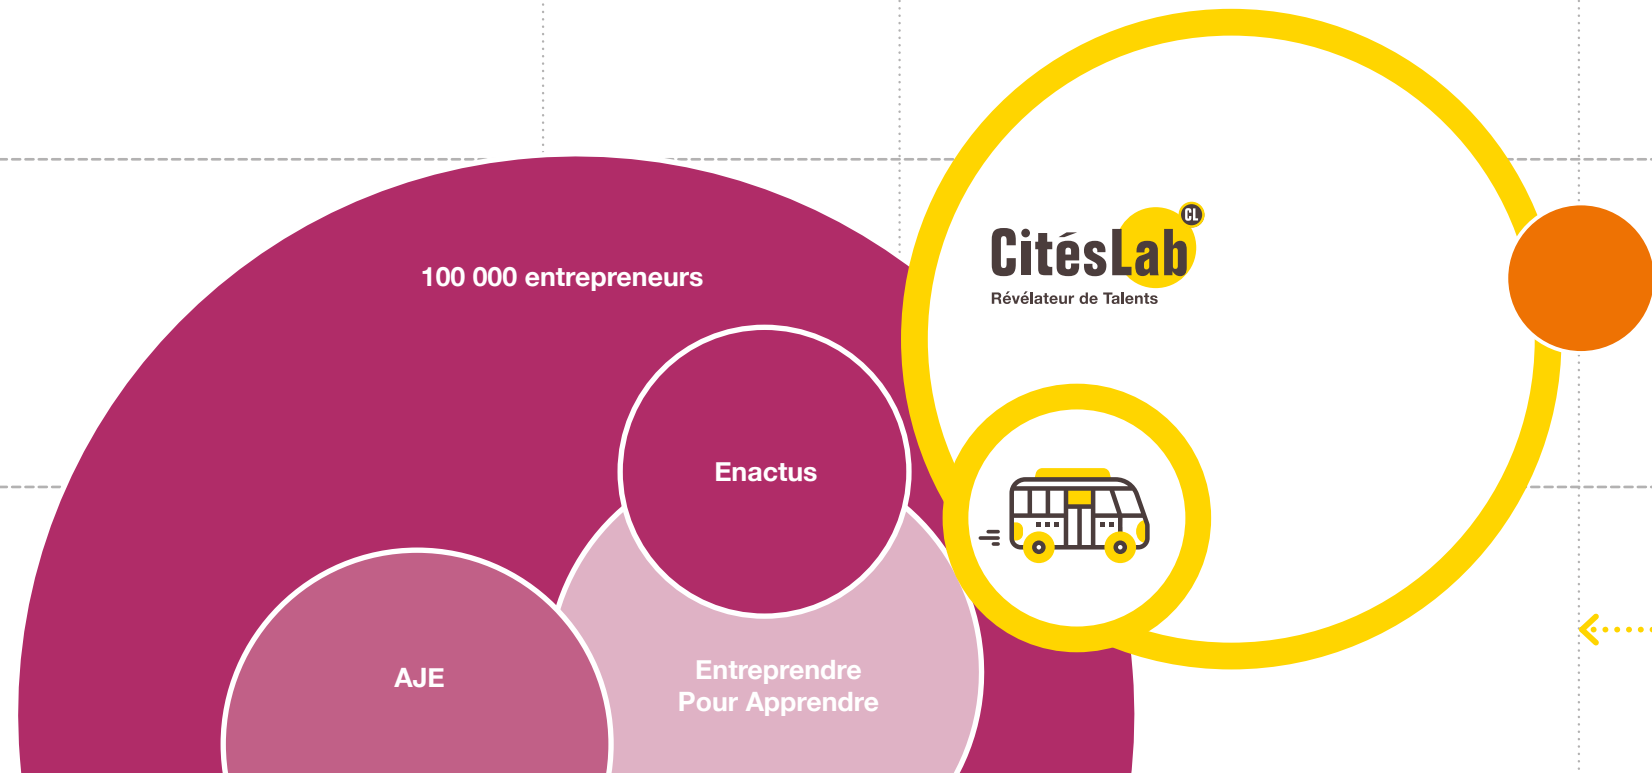 CL
CitésLab
Révélateur de Talents
100 000 entrepreneurs
Enactus
AJE
Entreprendre
Pour Apprendre